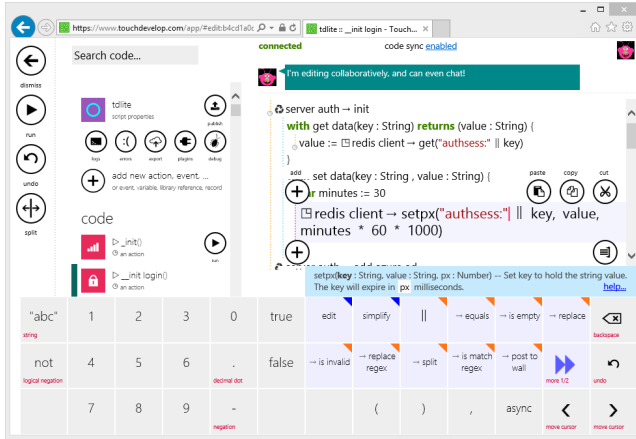 https://www.touchdevelop.com/app/#edit:b4cd1a0c
tdlite :: __init login - Touch...
dismiss
run
undo
split
Search code...
tdlite
script properties
publish
logs
errors
export
plugins
debug
add new action, event, ...
or event, variable, library reference, record
code
▷ _init()
an action
run
▷ __init login()
an action
connected
code sync enabled
I'm editing collaboratively, and can even chat!
server auth → init
with get data(key : String) returns (value : String) {
value := redis client → get("authsess:" || key)
}
add
set data(key : String , value : String) {
paste
copy
cut
ar minutes := 30
redis client → setpx("authsess:" || key, value,
minutes * 60 * 1000)
setpx(key : String, value : String, px : Number) -- Set key to hold the string value.
The key will expire in px milliseconds.
help...
"abc"
string
1
2
3
0
true
edit
simplify
||
→ equals
→ is empty
→ replace
backspace
not
logical negation
4
5
6
.
decimal dot
false
→ is invalid
→ replace regex
→ split
→ is match regex
→ post to wall
more 1/2
undo
7
8
9
-
negation
(
)
,
async
move cursor
move cursor